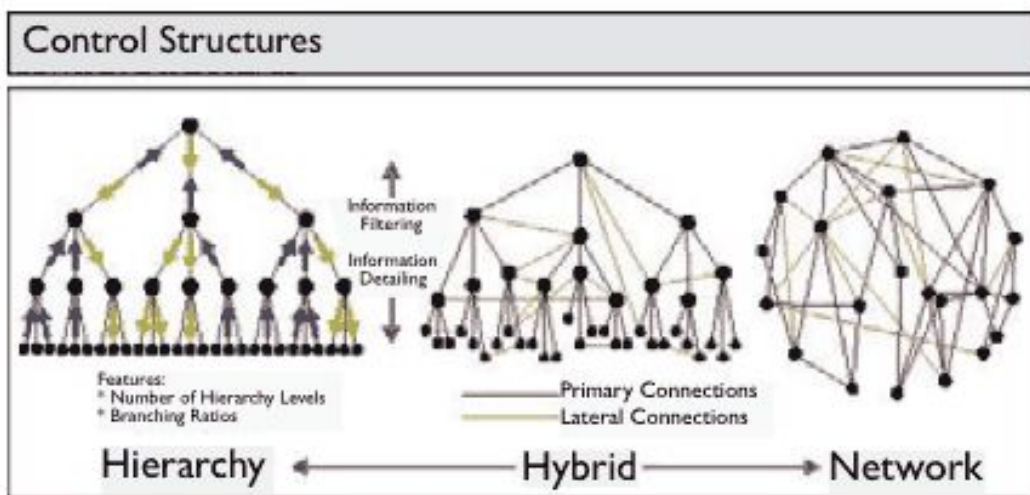 Control Structures
Information
Filtering
Information
Detailing
Features:
* Number of Hierarchy Levels
* Branching Ratios
Primary Connections
Lateral Connections
Hierarchy
Hybrid
Network